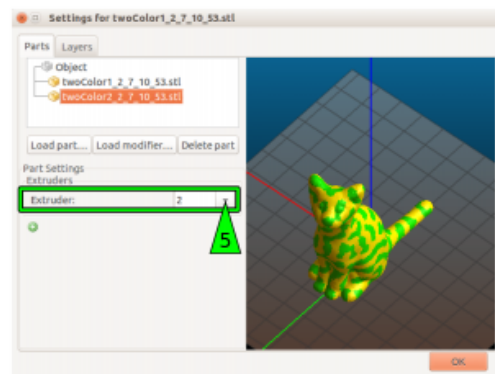 Settings for twoColor1_2_7_10_53.stl
Parts Layers
Object
twoColor1_2_7_10_53.stl
twoColor2_2_7_10_53.stl
Load part... Load modifier... Delete part
Part Settings
Extruders
Extruder: 2
5
OK